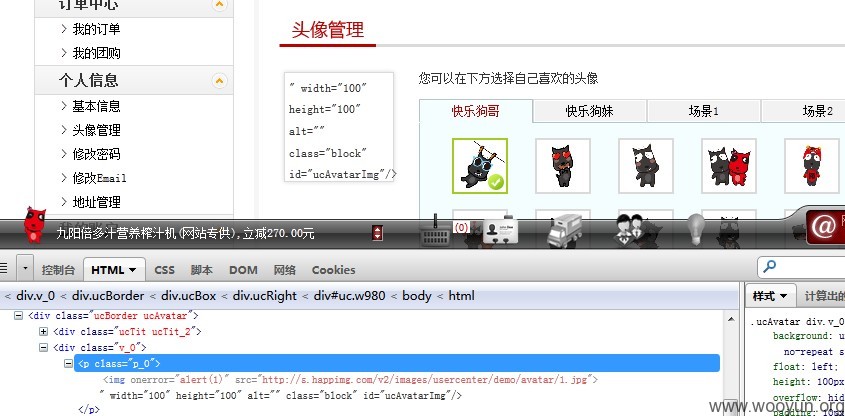 订单中心
我的订单
我的团购
个人信息
基本信息
头像管理
修改密码
修改Email
地址管理
头像管理
" width="100"
height="100"
alt=""
class="block"
id="ucAvatarImg"/>
您可以在下方选择自己喜欢的头像
快乐狗哥
快乐狗妹
场景1
场景2
九阳倍多汁营养榨汁机(网站专供),立减270.00元
(0)
@
控制台
HTML
CSS
脚本
DOM
网络
Cookies
< div.v_0 < div.ucBorder < div.ucBox < div.ucRight < div#uc.w980 < body < html
样式
计算出的
<div class="ucBorder ucAvatar">
<div class="ucTit ucTit_2">
<div class="v_0">
<p class="p_0">
<img onerror="alert(1)" src="http://s.happimg.com/v2/images/usercenter/demo/avatar/1.jpg">
" width="100" height="100" alt="" class="block" id="ucAvatarImg"/>
</p>
.ucAvatar div.v_0
background: u
no-repeat s
float: left;
height: 100p
overflow: hid
www.wooyun.org